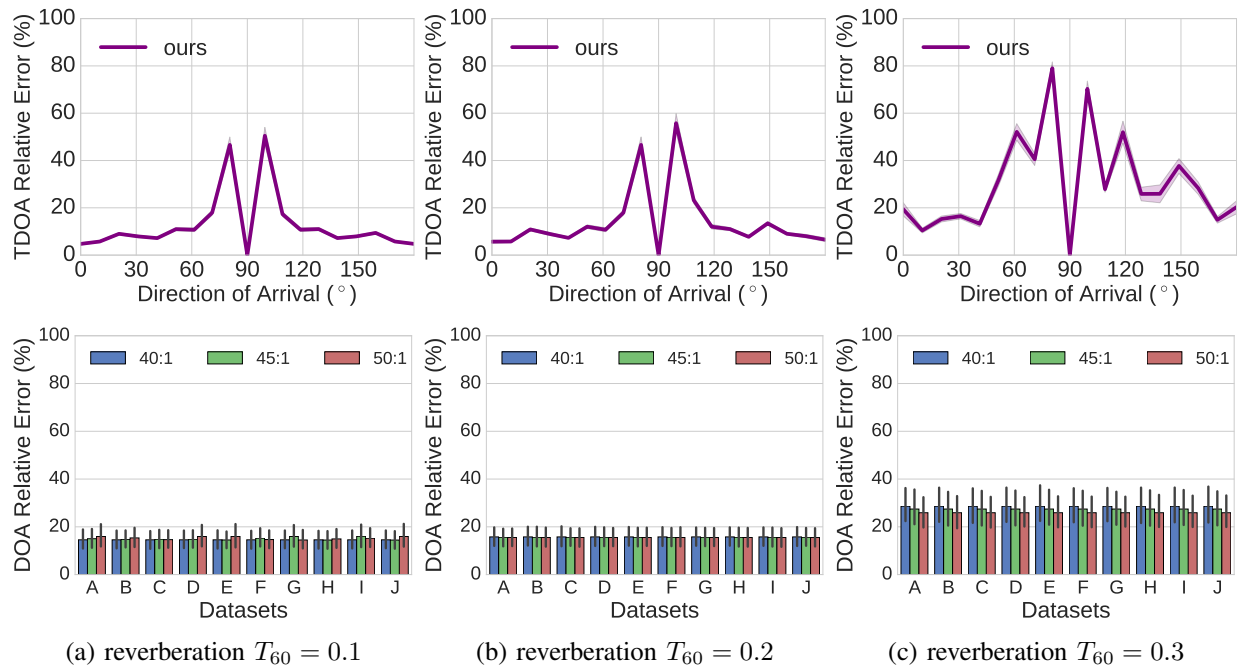 TDOA Relative Error (%)
100
80
60
40
20
0
ours
0 30 60 90 120 150
Direction of Arrival (°)
TDOA Relative Error (%)
100
80
60
40
20
0
ours
0 30 60 90 120 150
Direction of Arrival (°)
TDOA Relative Error (%)
100
80
60
40
20
0
ours
0 30 60 90 120 150
Direction of Arrival (°)
DOA Relative Error (%)
100
80
60
40
20
0
40:1 45:1 50:1
A B C D E F G H I J
Datasets
(a) reverberation T60 = 0.1
DOA Relative Error (%)
100
80
60
40
20
0
40:1 45:1 50:1
A B C D E F G H I J
Datasets
(b) reverberation T60 = 0.2
DOA Relative Error (%)
100
80
60
40
20
0
40:1 45:1 50:1
A B C D E F G H I J
Datasets
(c) reverberation T60 = 0.3